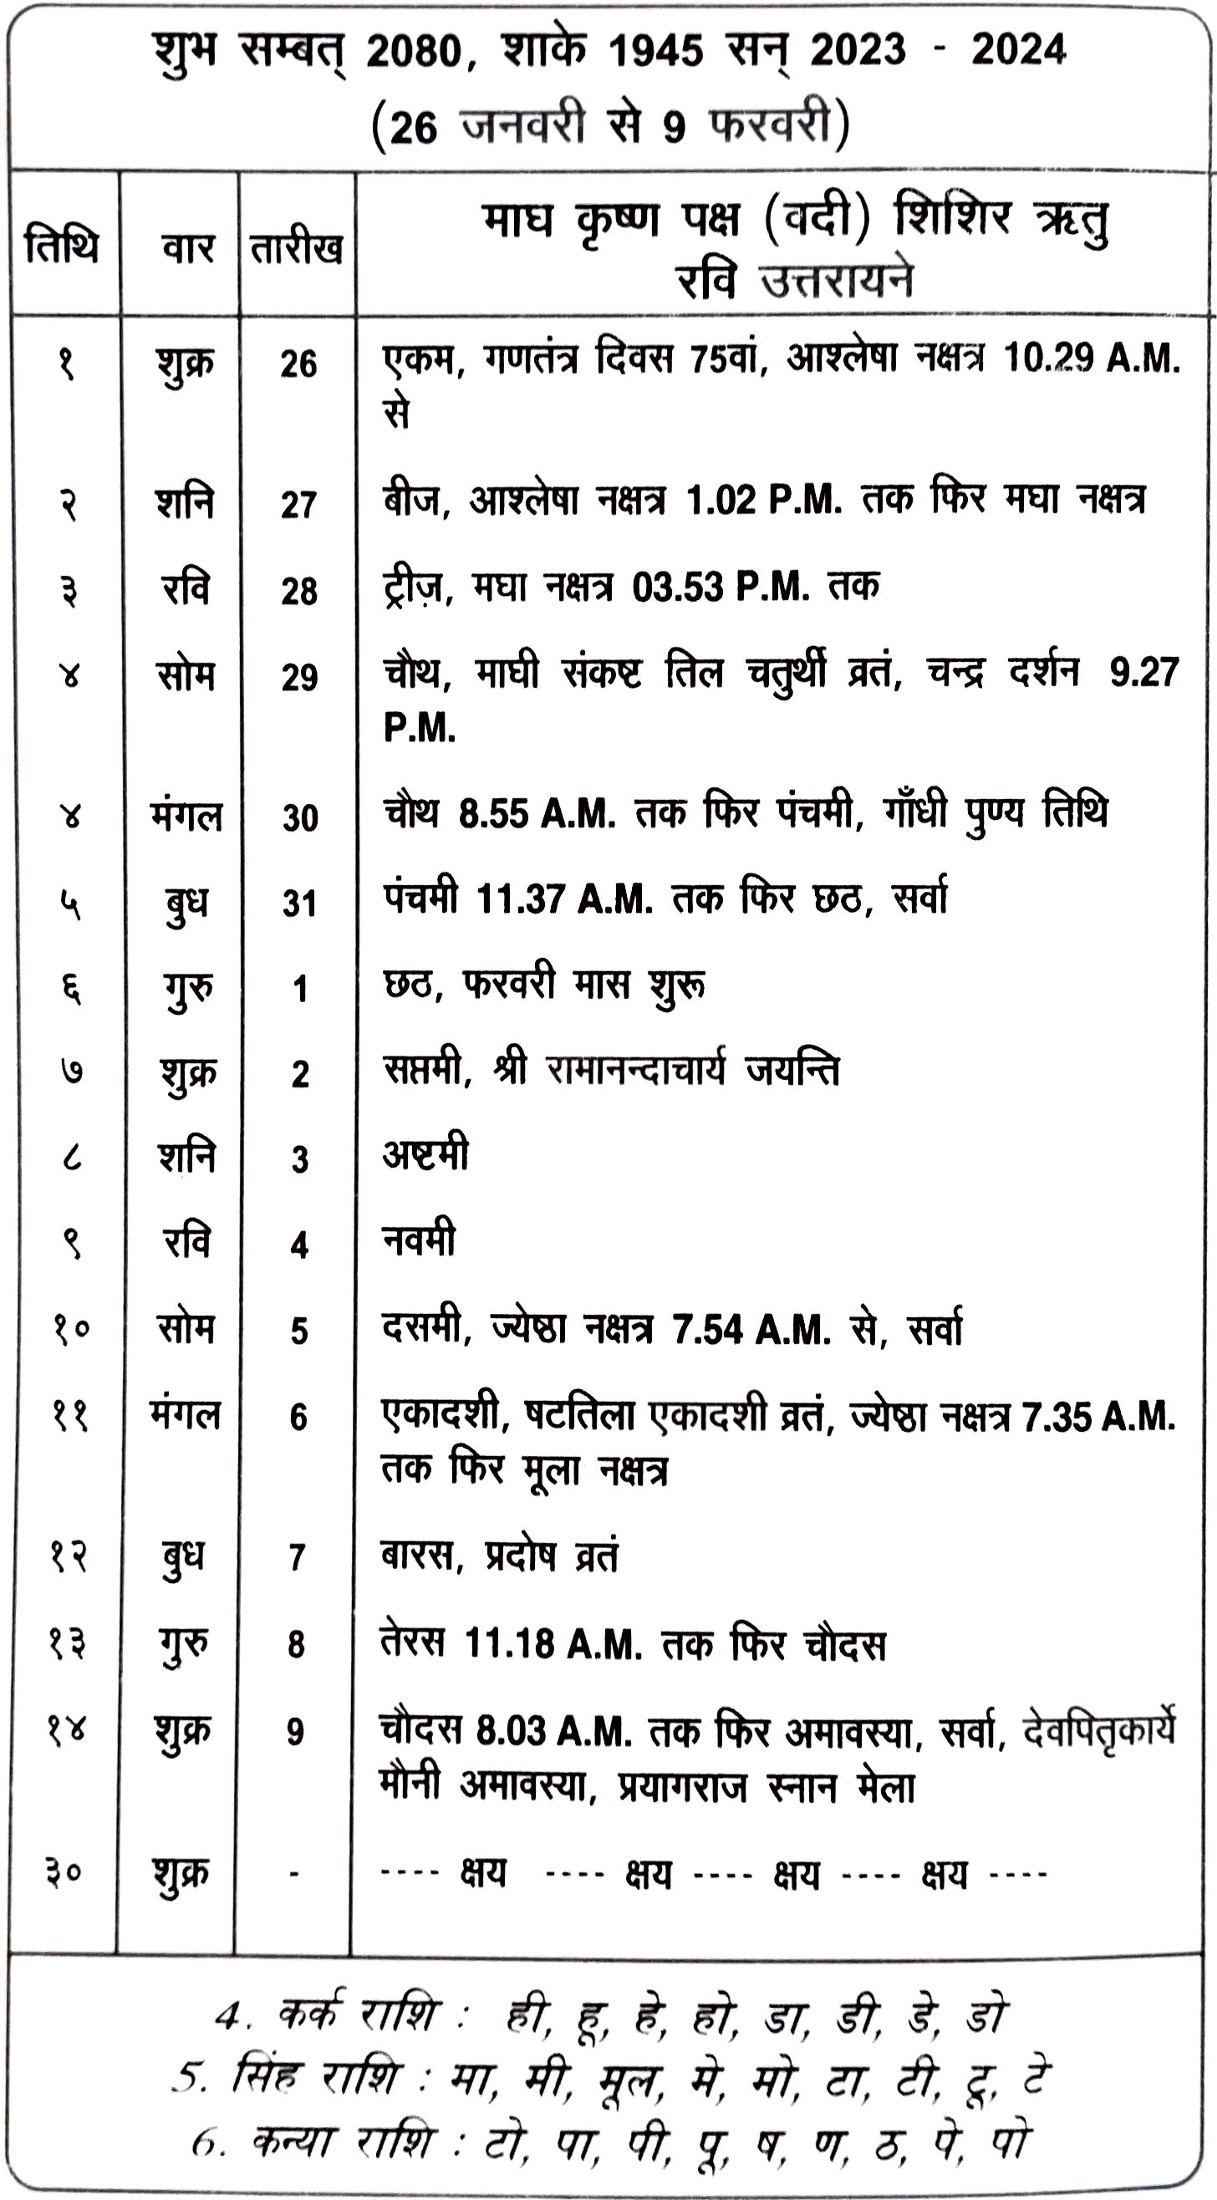 शुभ सम्बत् 2080, शाके 1945 सन् 2023 - 2024
(26 जनवरी से 9 फरवरी)
तिथि वार तारीख माघ कृष्ण पक्ष (वदी) शिशिर ऋतु
रवि उत्तरायने
१ शुक्र 26 एकम, गणतंत्र दिवस 75वां, आश्लेषा नक्षत्र 10.29 A.M.
से
२ शनि 27 बीज, आश्लेषा नक्षत्र 1.02 P.M. तक फिर मघा नक्षत्र
३ रवि 28 ट्रीज़, मघा नक्षत्र 03.53 P.M. तक
४ सोम 29 चौथ, माघी संकष्ट तिल चतुर्थी व्रतं, चन्द्र दर्शन 9.27
P.M.
४ मंगल 30 चौथ 8.55 A.M. तक फिर पंचमी, गाँधी पुण्य तिथि
५ बुध 31 पंचमी 11.37 A.M. तक फिर छठ, सर्वा
६ गुरु 1 छठ, फरवरी मास शुरू
७ शुक्र 2 सप्तमी, श्री रामानन्दाचार्य जयन्ति
८ शनि 3 अष्टमी
९ रवि 4 नवमी
१० सोम 5 दसमी, ज्येष्ठा नक्षत्र 7.54 A.M. से, सर्वा
११ मंगल 6 एकादशी, षटतिला एकादशी व्रतं, ज्येष्ठा नक्षत्र 7.35 A.M.
तक फिर मूला नक्षत्र
१२ बुध 7 बारस, प्रदोष व्रतं
१३ गुरु 8 तेरस 11.18 A.M. तक फिर चौदस
१४ शुक्र 9 चौदस 8.03 A.M. तक फिर अमावस्या, सर्वा, देवपितृकार्ये
मौनी अमावस्या, प्रयागराज स्नान मेला
३० शुक्र - ---- क्षय ---- क्षय ---- क्षय ---- क्षय ----
4. कर्क राशि : ही, हू, हे, हो, डा, डी, डे, डो
5. सिंह राशि : मा, मी, मूल, मे, मो, टा, टी, टू, टे
6. कन्या राशि : टो, पा, पी, पू, ष, ण, ठ, पे, पो